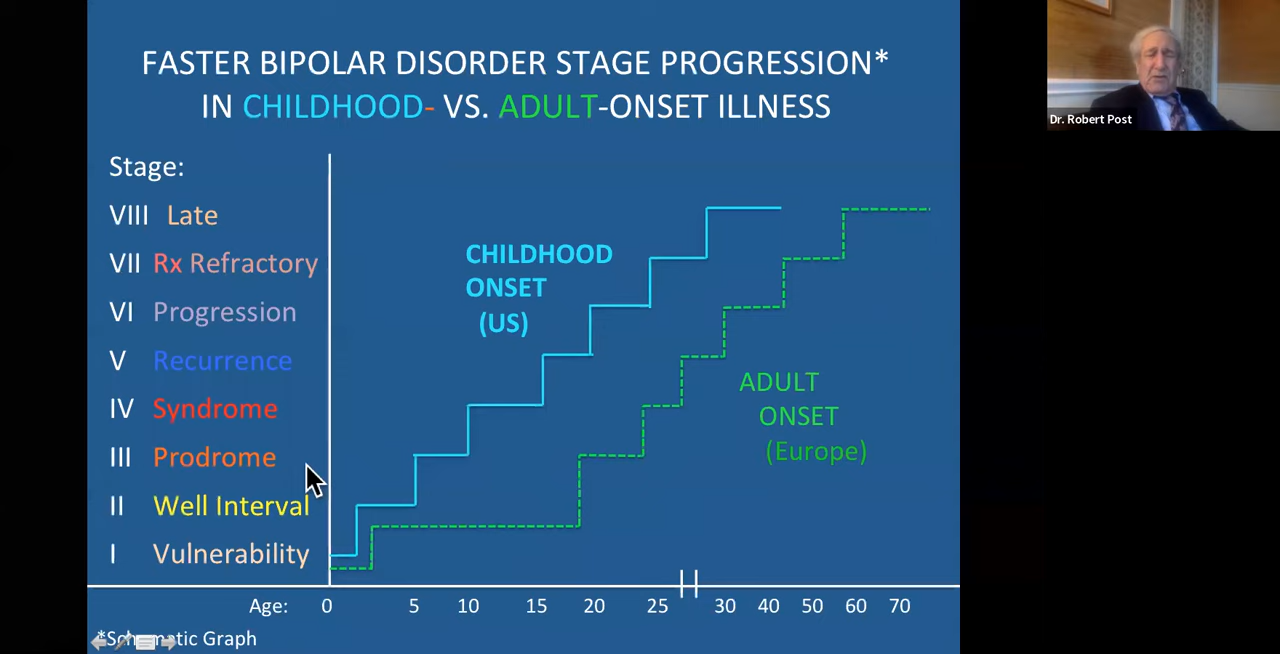 FASTER BIPOLAR DISORDER STAGE PROGRESSION*
IN CHILDHOOD- VS. ADULT-ONSET ILLNESS
Dr. Robert Post
Stage:
VIII Late
VII Rx Refractory
VI Progression
V Recurrence
IV Syndrome
III Prodrome
II Well Interval
I Vulnerability
CHILDHOOD
ONSET
(US)
ADULT
ONSET
(Europe)
Age: 0 5 10 15 20 25 30 40 50 60 70
*Schematic Graph